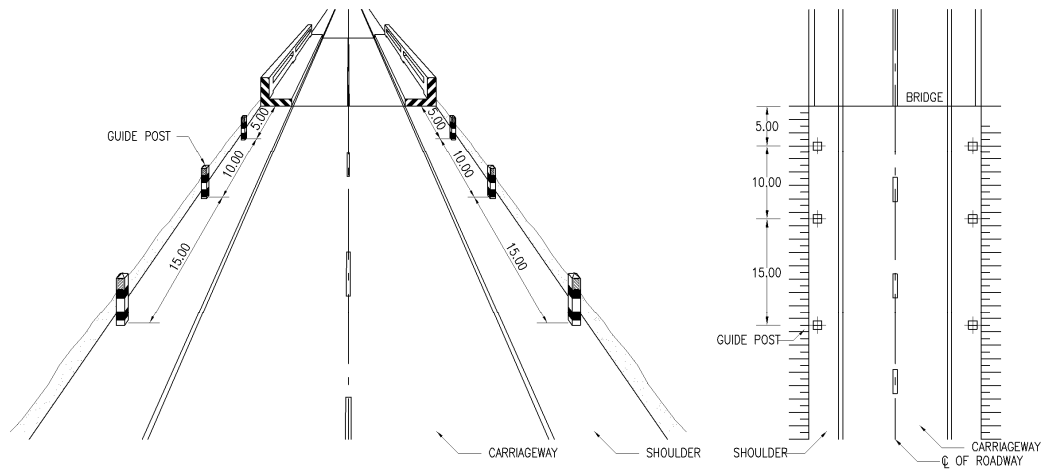 GUIDE POST
5.00
5.00
10.00
10.00
15.00
15.00
CARRIAGEWAY
SHOULDER
BRIDGE
5.00
10.00
15.00
GUIDE POST
SHOULDER
CARRIAGEWAY
℄ OF ROADWAY